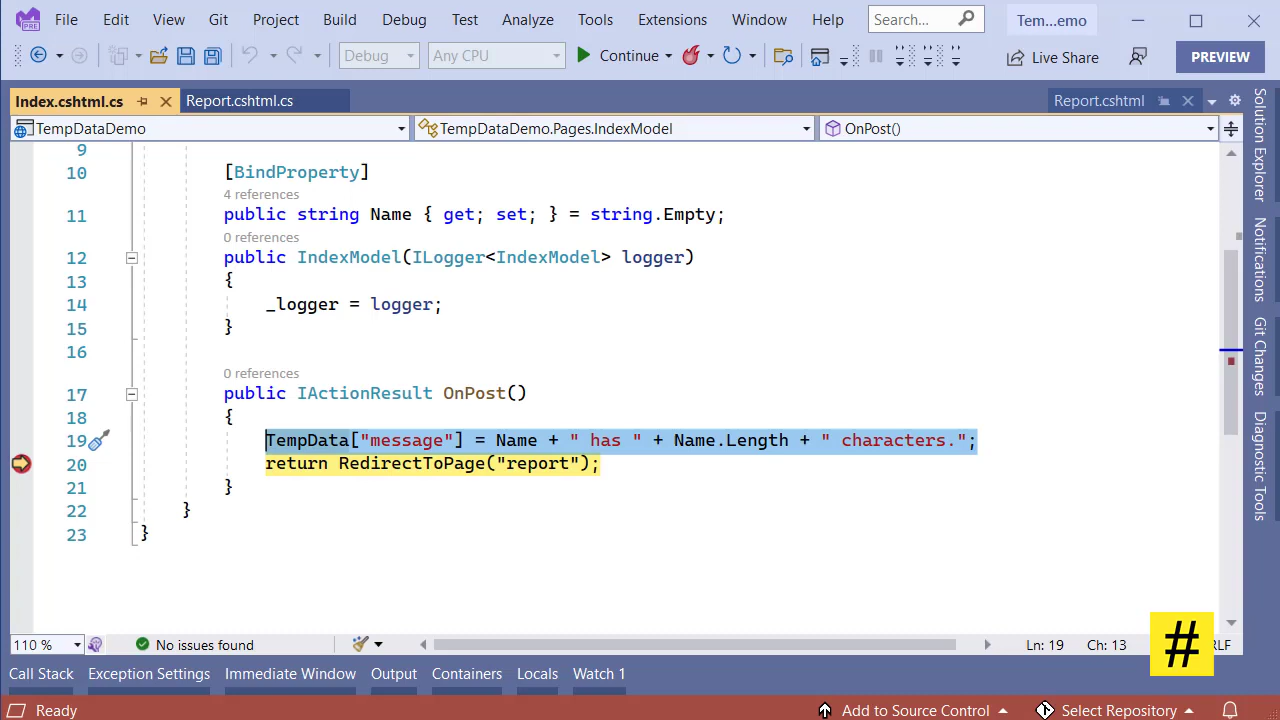 PRE
File Edit View Git Project Build Debug Test Analyze Tools Extensions Window Help Search... Tem...emo
Debug Any CPU Continue Live Share PREVIEW
Index.cshtml.cs Report.cshtml.cs Report.cshtml
TempDataDemo TempDataDemo.Pages.IndexModel OnPost()
9
10 [BindProperty]
4 references
11 public string Name { get; set; } = string.Empty;
0 references
12 public IndexModel(ILogger<IndexModel> logger)
13 {
14 _logger = logger;
15 }
16
0 references
17 public IActionResult OnPost()
18 {
19 TempData["message"] = Name + " has " + Name.Length + " characters.";
20 return RedirectToPage("report");
21 }
22 }
23 }
Solution Explorer
Notifications
Git Changes
Diagnostic Tools
110 % No issues found Ln: 19 Ch: 13 RLF
#
Call Stack Exception Settings Immediate Window Output Containers Locals Watch 1
Ready Add to Source Control Select Repository